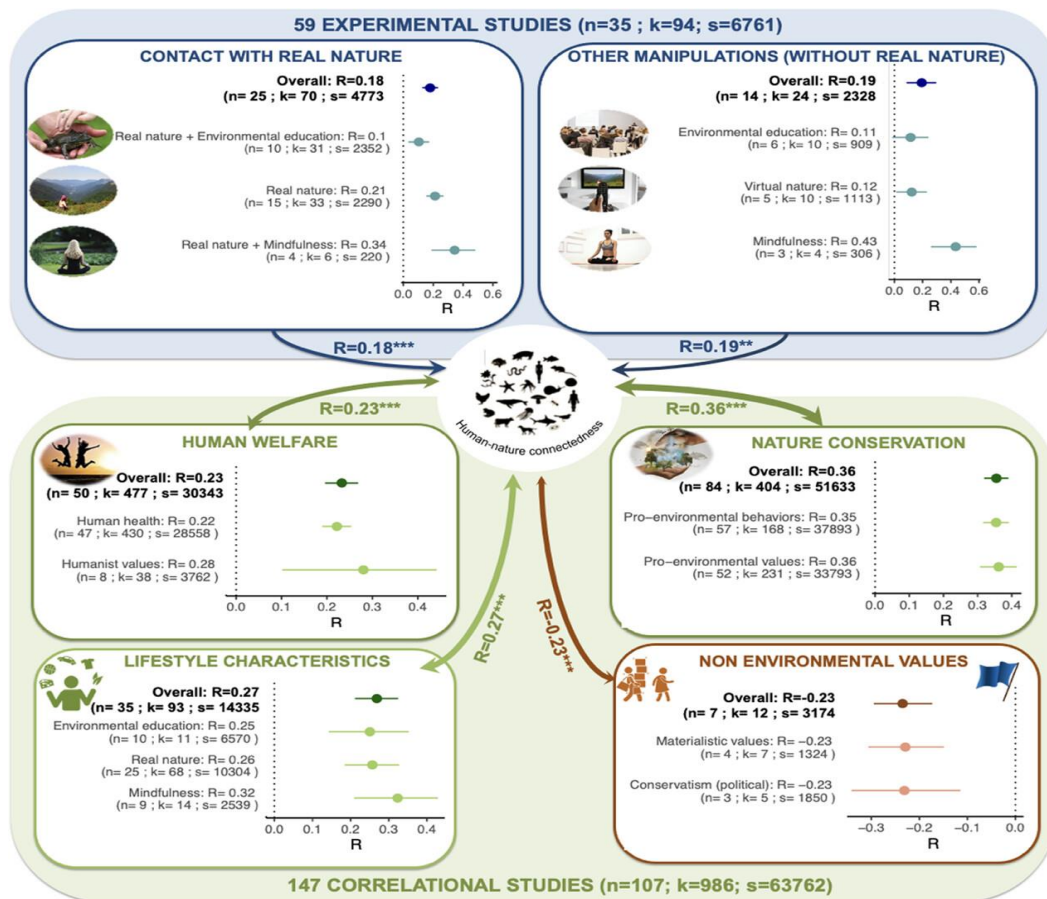 59 EXPERIMENTAL STUDIES (n=35 ; k=94; s=6761)
CONTACT WITH REAL NATURE
Overall: R=0.18
(n= 25 ; k= 70 ; s= 4773)
Real nature + Environmental education: R= 0.1
(n= 10 ; k= 31 ; s= 2352 )
Real nature: R= 0.21
(n= 15 ; k= 33 ; s= 2290 )
Real nature + Mindfulness: R= 0.34
(n= 4 ; k= 6 ; s= 220 )
0.0 0.2 0.4 0.6
R
OTHER MANIPULATIONS (WITHOUT REAL NATURE)
Overall: R=0.19
(n= 14 ; k= 24 ; s= 2328)
Environmental education: R= 0.11
(n= 6 ; k= 10 ; s= 909 )
Virtual nature: R= 0.12
(n= 5 ; k= 10 ; s= 1113 )
Mindfulness: R= 0.43
(n= 3 ; k= 4 ; s= 306 )
0.0 0.2 0.4 0.6
R
R=0.18***
R=0.19**
Human-nature connectedness
R=0.23***
R=0.36***
HUMAN WELFARE
Overall: R=0.23
(n= 50 ; k= 477 ; s= 30343)
Human health: R= 0.22
(n= 47 ; k= 430 ; s= 28558 )
Humanist values: R= 0.28
(n= 8 ; k= 38 ; s= 3762 )
0.0 0.1 0.2 0.3 0.4
R
NATURE CONSERVATION
Overall: R=0.36
(n= 84 ; k= 404 ; s= 51633
Pro−environmental behaviors: R= 0.35
(n= 57 ; k= 168 ; s= 37893 )
Pro−environmental values: R= 0.36
(n= 52 ; k= 231 ; s= 33793 )
0.0 0.1 0.2 0.3 0.4
R
R=0.27***
R=-0.23***
LIFESTYLE CHARACTERISTICS
Overall: R=0.27
(n= 35 ; k= 93 ; s= 14335
Environmental education: R= 0.25
(n= 10 ; k= 11 ; s= 6570 )
Real nature: R= 0.26
(n= 25 ; k= 68 ; s= 10304 )
Mindfulness: R= 0.32
(n= 9 ; k= 14 ; s= 2539 )
0.0 0.1 0.2 0.3 0.4
R
NON ENVIRONMENTAL VALUES
Overall: R=-0.23
(n= 7 ; k= 12 ; s= 3174
Materialistic values: R= −0.23
(n= 4 ; k= 7 ; s= 1324 )
Conservatism (political): R= −0.23
(n= 3 ; k= 5 ; s= 1850 )
−0.3 −0.2 −0.1 0.0
R
147 CORRELATIONAL STUDIES (n=107; k=986; s=63762)